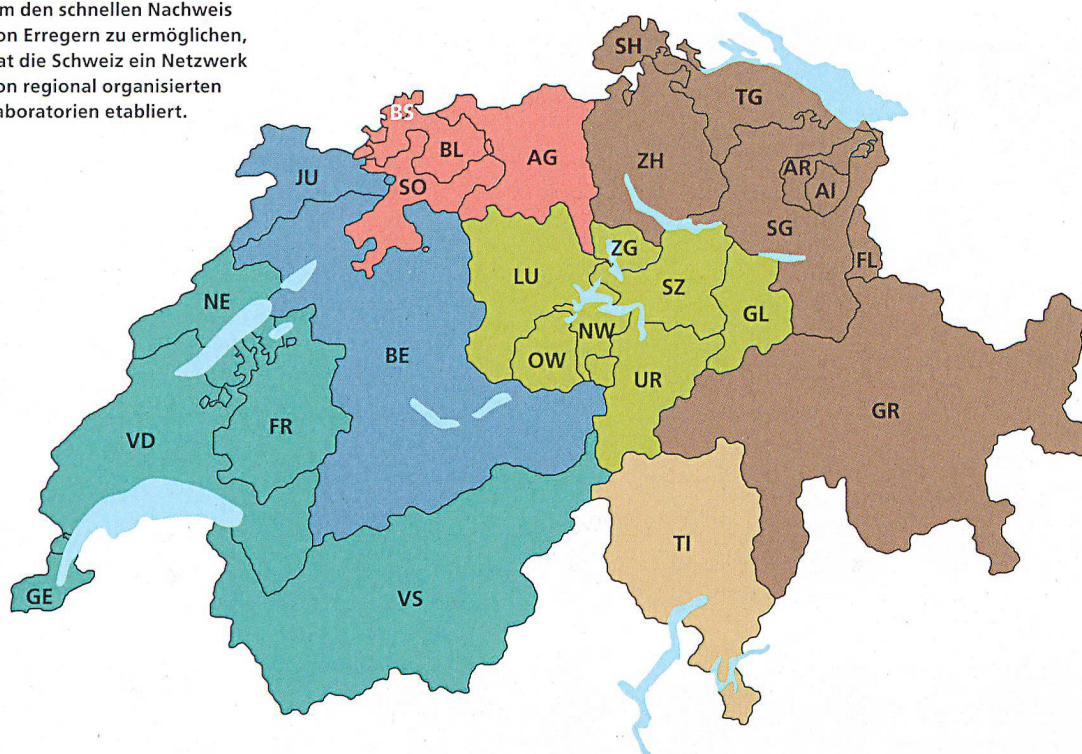 m den schnellen Nachweis
on Erregern zu ermöglichen,
at die Schweiz ein Netzwerk
on regional organisierten
aboratorien etabliert.
SH
TG
BS
BL
AG
ZH
AR
AI
JU
SO
SG
ZG
FL
LU
SZ
NE
GL
NW
BE
OW
UR
GR
FR
VD
TI
GE
VS